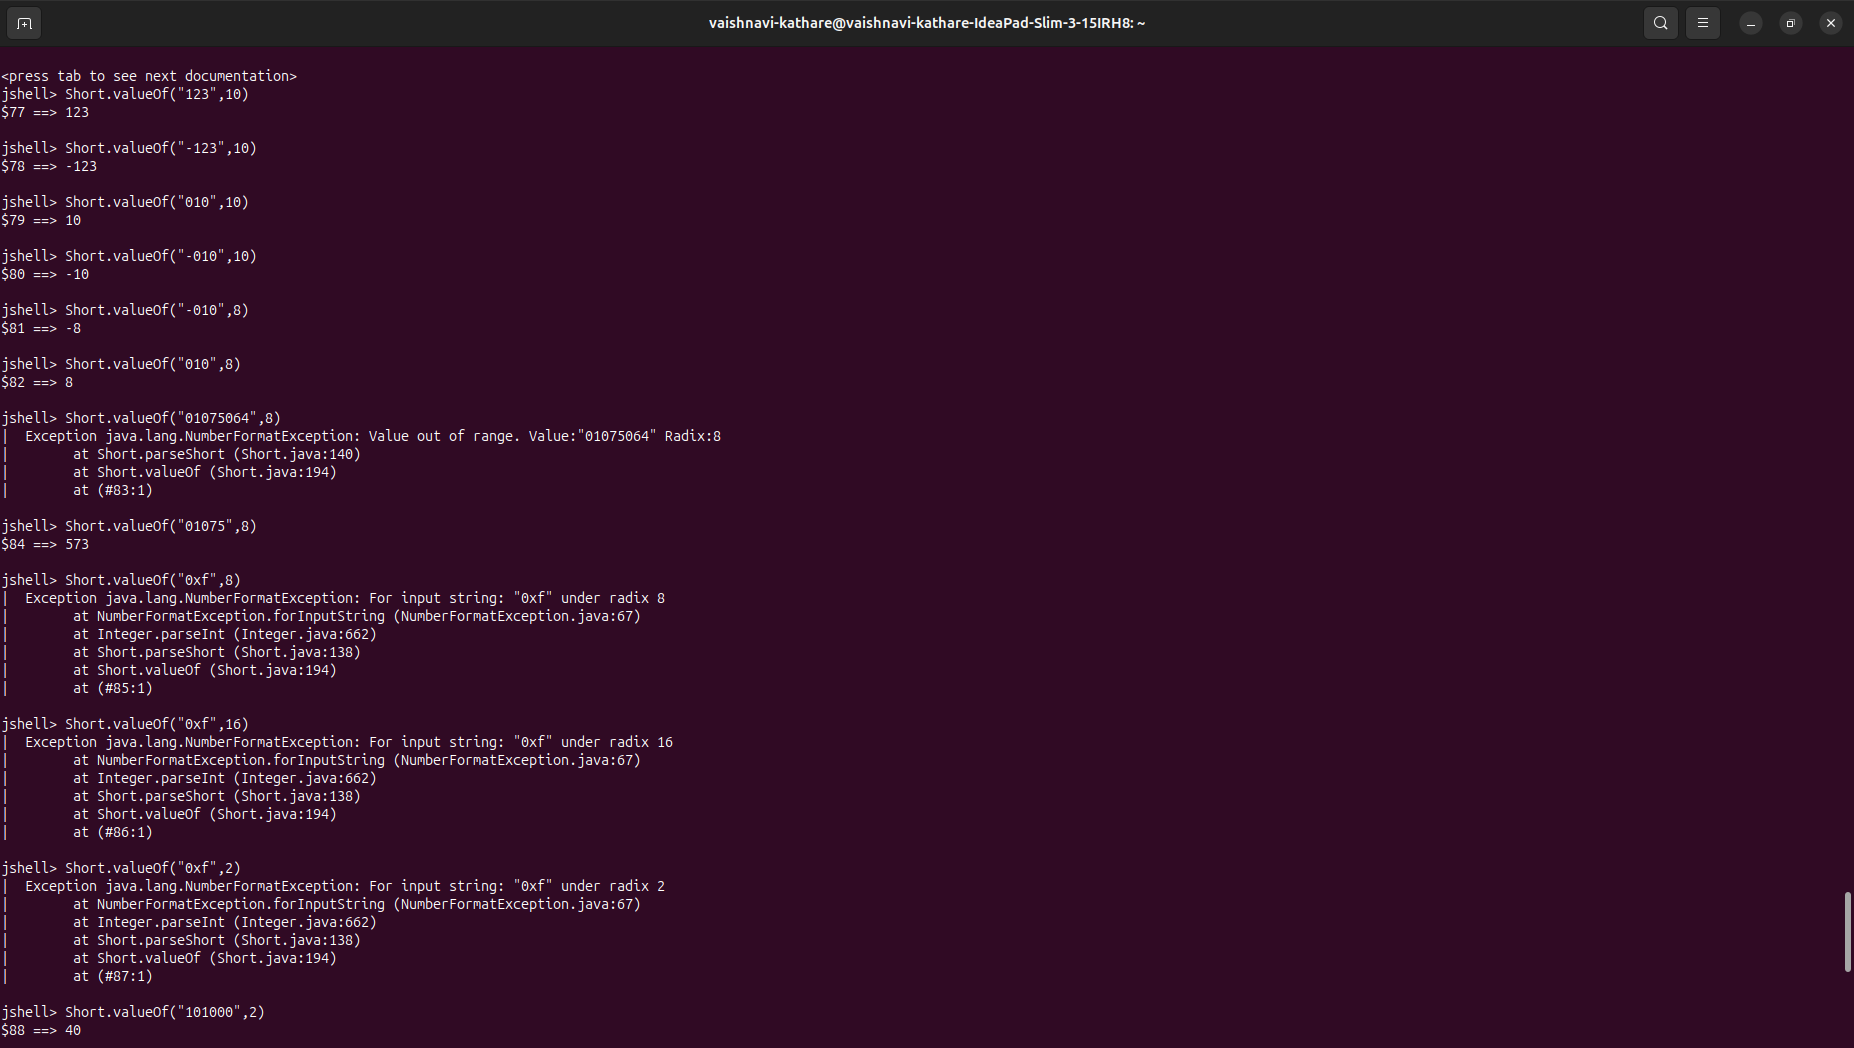 vaishnavi-kathare@vaishnavi-kathare-IdeaPad-Slim-3-15IRH8: ~
<press tab to see next documentation>
jshell> Short.valueOf("123",10)
$77 ==> 123
jshell> Short.valueOf("-123",10)
$78 ==> -123
jshell> Short.valueOf("010",10)
$79 ==> 10
jshell> Short.valueOf("-010",10)
$80 ==> -10
jshell> Short.valueOf("-010",8)
$81 ==> -8
jshell> Short.valueOf("010",8)
$82 ==> 8
jshell> Short.valueOf("01075064",8)
|  Exception java.lang.NumberFormatException: Value out of range. Value:"01075064" Radix:8
|        at Short.parseShort (Short.java:140)
|        at Short.valueOf (Short.java:194)
|        at (#83:1)
jshell> Short.valueOf("01075",8)
$84 ==> 573
jshell> Short.valueOf("0xf",8)
|  Exception java.lang.NumberFormatException: For input string: "0xf" under radix 8
|        at NumberFormatException.forInputString (NumberFormatException.java:67)
|        at Integer.parseInt (Integer.java:662)
|        at Short.parseShort (Short.java:138)
|        at Short.valueOf (Short.java:194)
|        at (#85:1)
jshell> Short.valueOf("0xf",16)
|  Exception java.lang.NumberFormatException: For input string: "0xf" under radix 16
|        at NumberFormatException.forInputString (NumberFormatException.java:67)
|        at Integer.parseInt (Integer.java:662)
|        at Short.parseShort (Short.java:138)
|        at Short.valueOf (Short.java:194)
|        at (#86:1)
jshell> Short.valueOf("0xf",2)
|  Exception java.lang.NumberFormatException: For input string: "0xf" under radix 2
|        at NumberFormatException.forInputString (NumberFormatException.java:67)
|        at Integer.parseInt (Integer.java:662)
|        at Short.parseShort (Short.java:138)
|        at Short.valueOf (Short.java:194)
|        at (#87:1)
jshell> Short.valueOf("101000",2)
$88 ==> 40